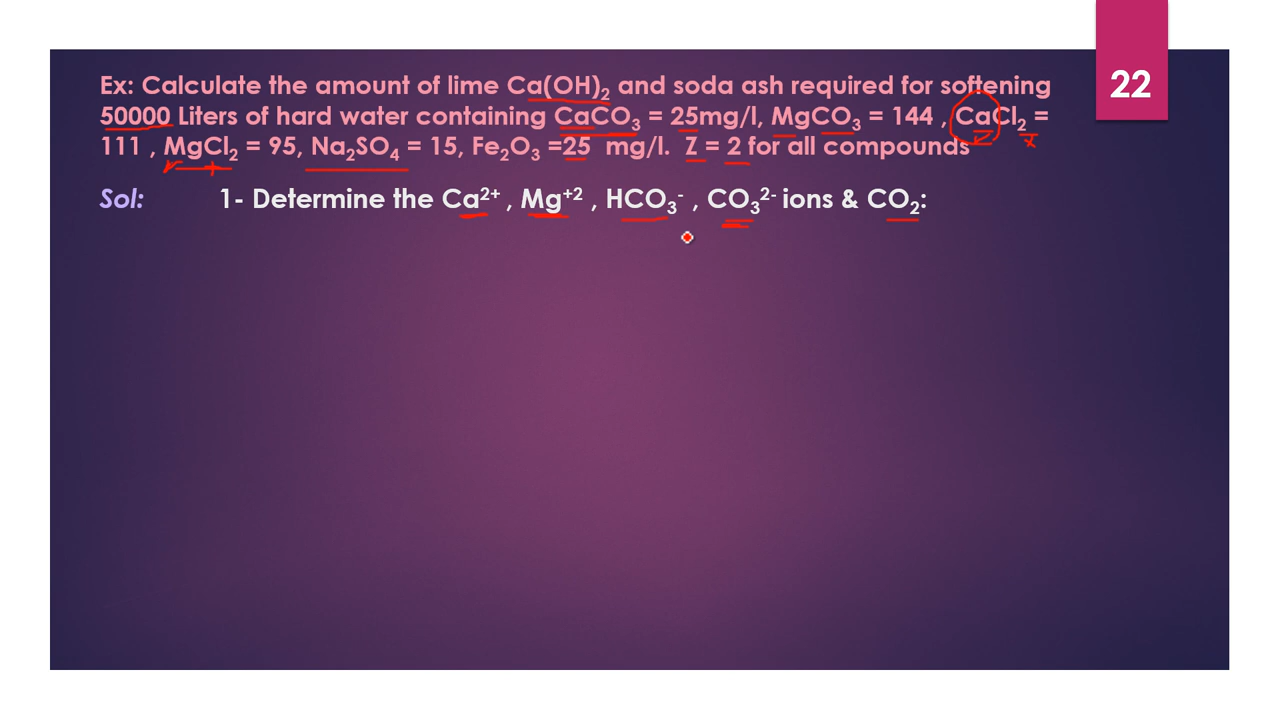 22
Ex: Calculate the amount of lime Ca(OH)₂ and soda ash required for softening
50000 Liters of hard water containing CaCO₃ = 25mg/l, MgCO₃ = 144 , CaCl₂ =
111 , MgCl₂ = 95, Na₂SO₄ = 15, Fe₂O₃ =25 mg/l. Z = 2 for all compounds
Sol: 1- Determine the Ca²⁺ , Mg⁺² , HCO₃⁻ , CO₃²⁻ ions & CO₂: